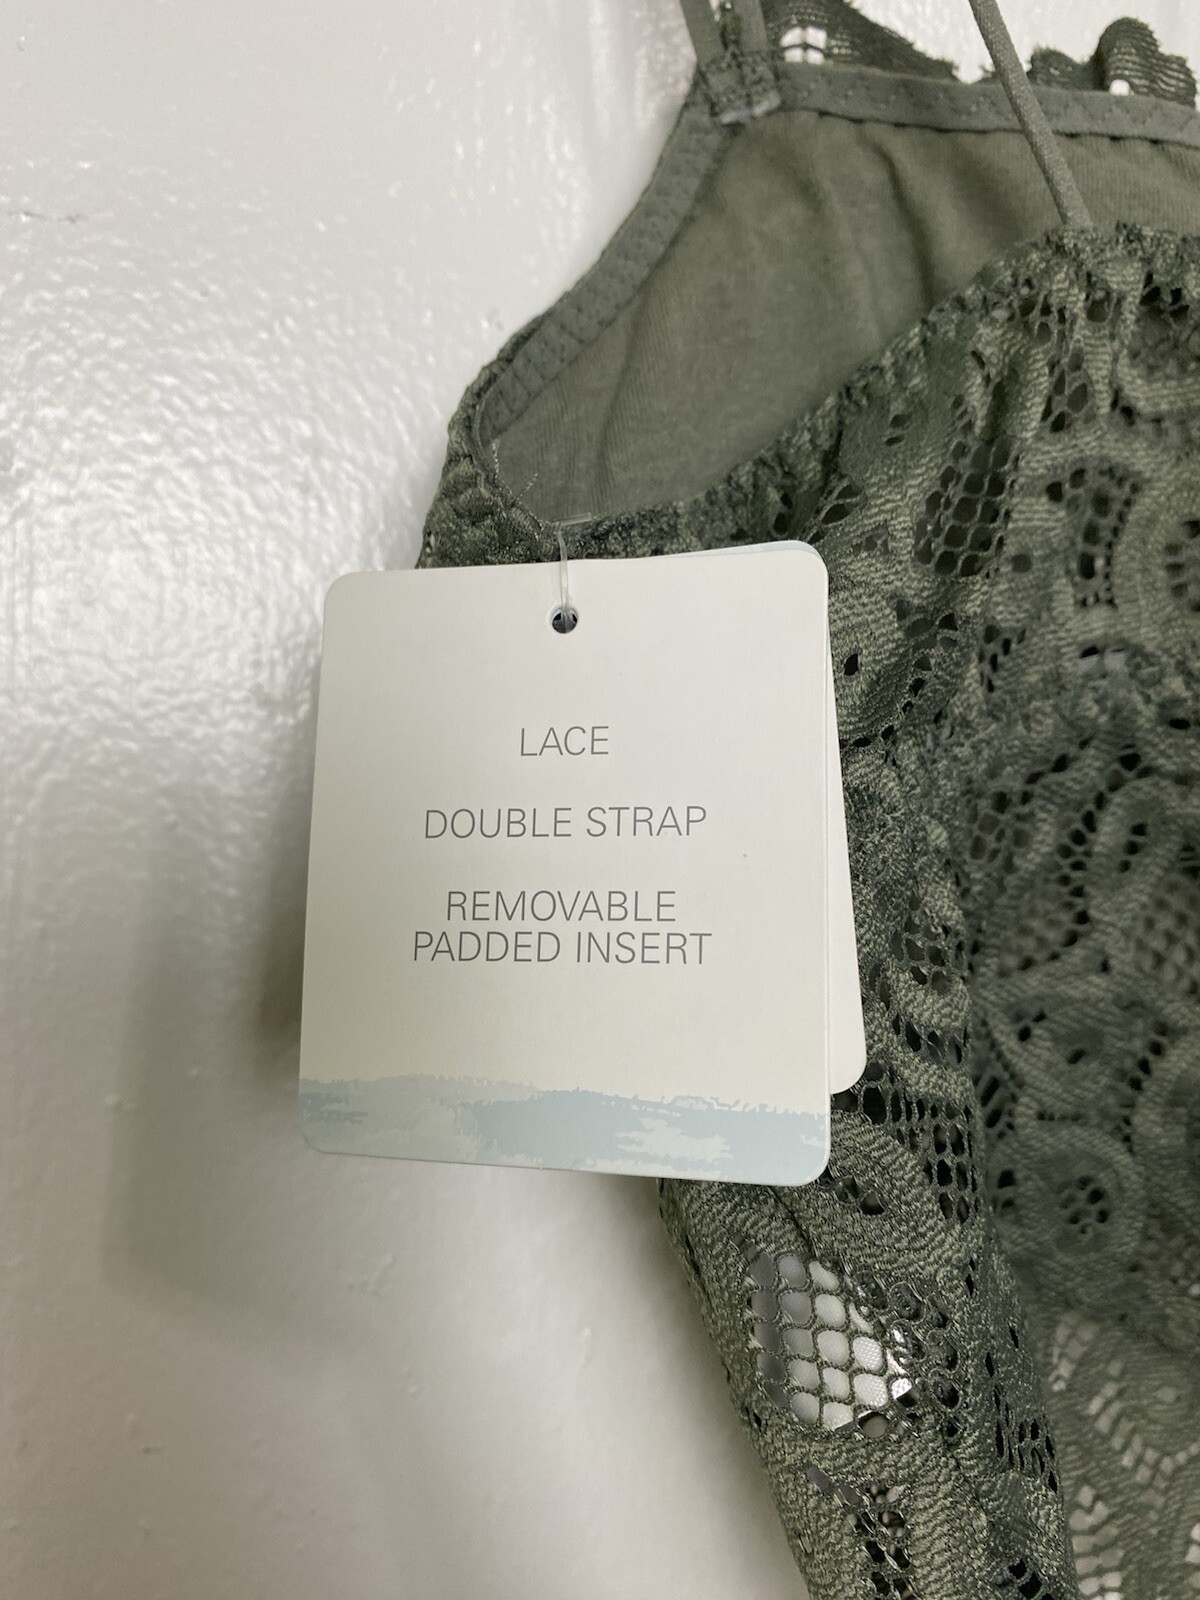 LACE
DOUBLE STRAP
REMOVABLE
PADDED INSERT